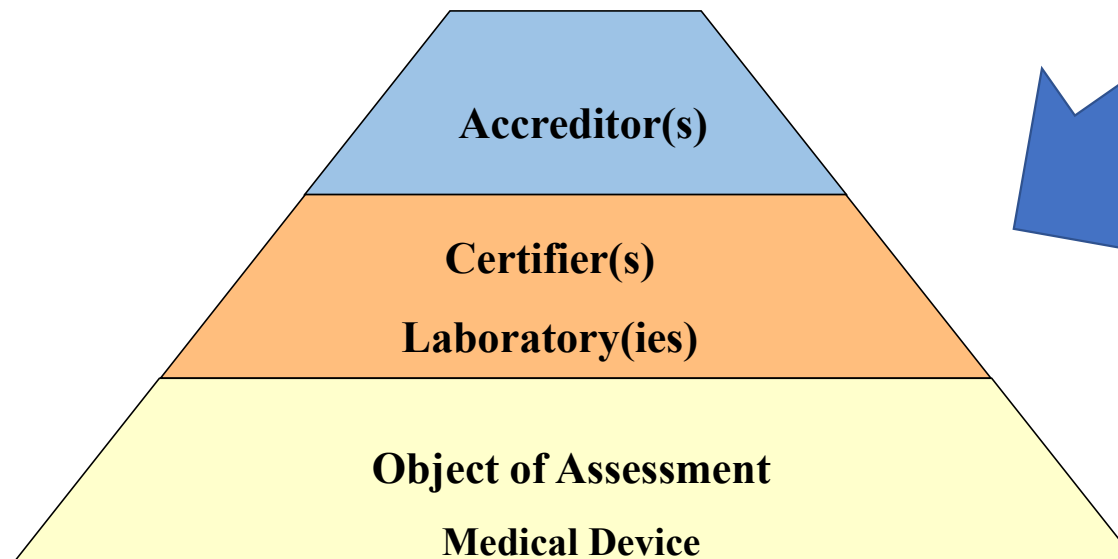 Accreditor(s)
Certifier(s)
Laboratory(ies)
Object of Assessment
Medical Device